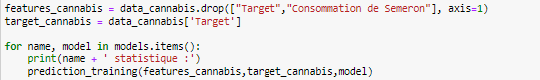 features_cannabis = data_cannabis.drop(["Target","Consommation de Semeron"], axis=1)
target_cannabis = data_cannabis['Target']
for name, model in models.items():
    print(name + ' statistique :')
    prediction_training(features_cannabis,target_cannabis,model)